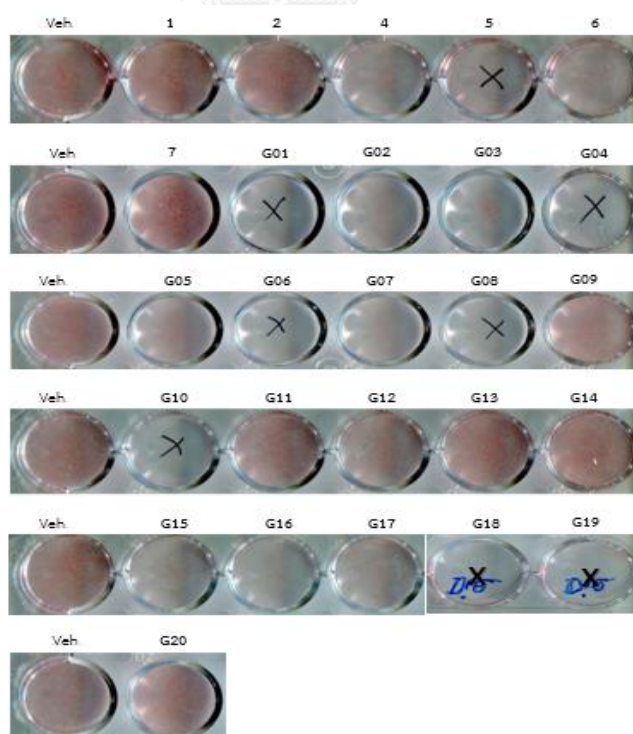 Veh. 1 2 4 5 6
X
Veh. 7 G01 G02 G03 G04
X X
Veh. G05 G06 G07 G08 G09
X X
Veh. G10 G11 G12 G13 G14
X
Veh. G15 G16 G17 G18 G19
X X
Veh. G20